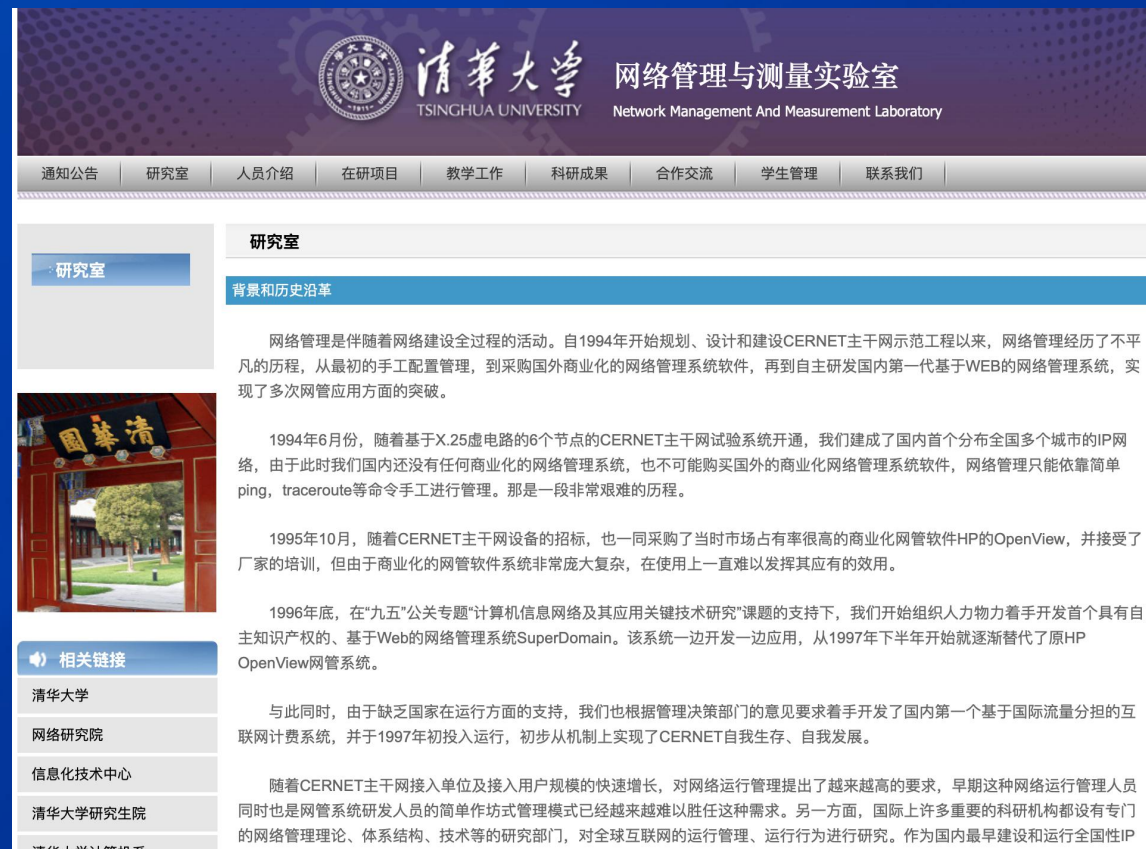 清华大学
TSINGHUA UNIVERSITY
网络管理与测量实验室
Network Management And Measurement Laboratory
通知公告
研究室
人员介绍
在研项目
教学工作
科研成果
合作交流
学生管理
联系我们
研究室
研究室
背景和历史沿革
网络管理是伴随着网络建设全过程的活动。自1994年开始规划、设计和建设CERNET主干网示范工程以来，网络管理经历了不平
凡的历程，从最初的手工配置管理，到采购国外商业化的网络管理系统软件，再到自主研发国内第一代基于WEB的网络管理系统，实
现了多次网管应用方面的突破。
1994年6月份，随着基于X.25虚电路的6个节点的CERNET主干网试验系统开通，我们建成了国内首个分布全国多个城市的IP网
络，由于此时我们国内还没有任何商业化的网络管理系统，也不可能购买国外的商业化网络管理系统软件，网络管理只能依靠简单
ping，traceroute等命令手工进行管理。那是一段非常艰难的历程。
1995年10月，随着CERNET主干网设备的招标，也一同采购了当时市场占有率很高的商业化网管软件HP的OpenView，并接受了
厂家的培训，但由于商业化的网管软件系统非常庞大复杂，在使用上一直难以发挥其应有的效用。
1996年底，在“九五”公关专题“计算机信息网络及其应用关键技术研究”课题的支持下，我们开始组织人力物力着手开发首个具有自
主知识产权的、基于Web的网络管理系统SuperDomain。该系统一边开发一边应用，从1997年下半年开始就逐渐替代了原HP
OpenView网管系统。
与此同时，由于缺乏国家在运行方面的支持，我们也根据管理决策部门的意见要求着手开发了国内第一个基于国际流量分担的互
联网计费系统，并于1997年初投入运行，初步从机制上实现了CERNET自我生存、自我发展。
随着CERNET主干网接入单位及接入用户规模的快速增长，对网络运行管理提出了越来越高的要求，早期这种网络运行管理人员
同时也是网管系统研发人员的简单作坊式管理模式已经越来越难以胜任这种需求。另一方面，国际上许多重要的科研机构都设有专门
的网络管理理论、体系结构、技术等的研究部门，对全球互联网的运行管理、运行行为进行研究。作为国内最早建设和运行全国性IP
園華清
相关链接
清华大学
网络研究院
信息化技术中心
清华大学研究生院